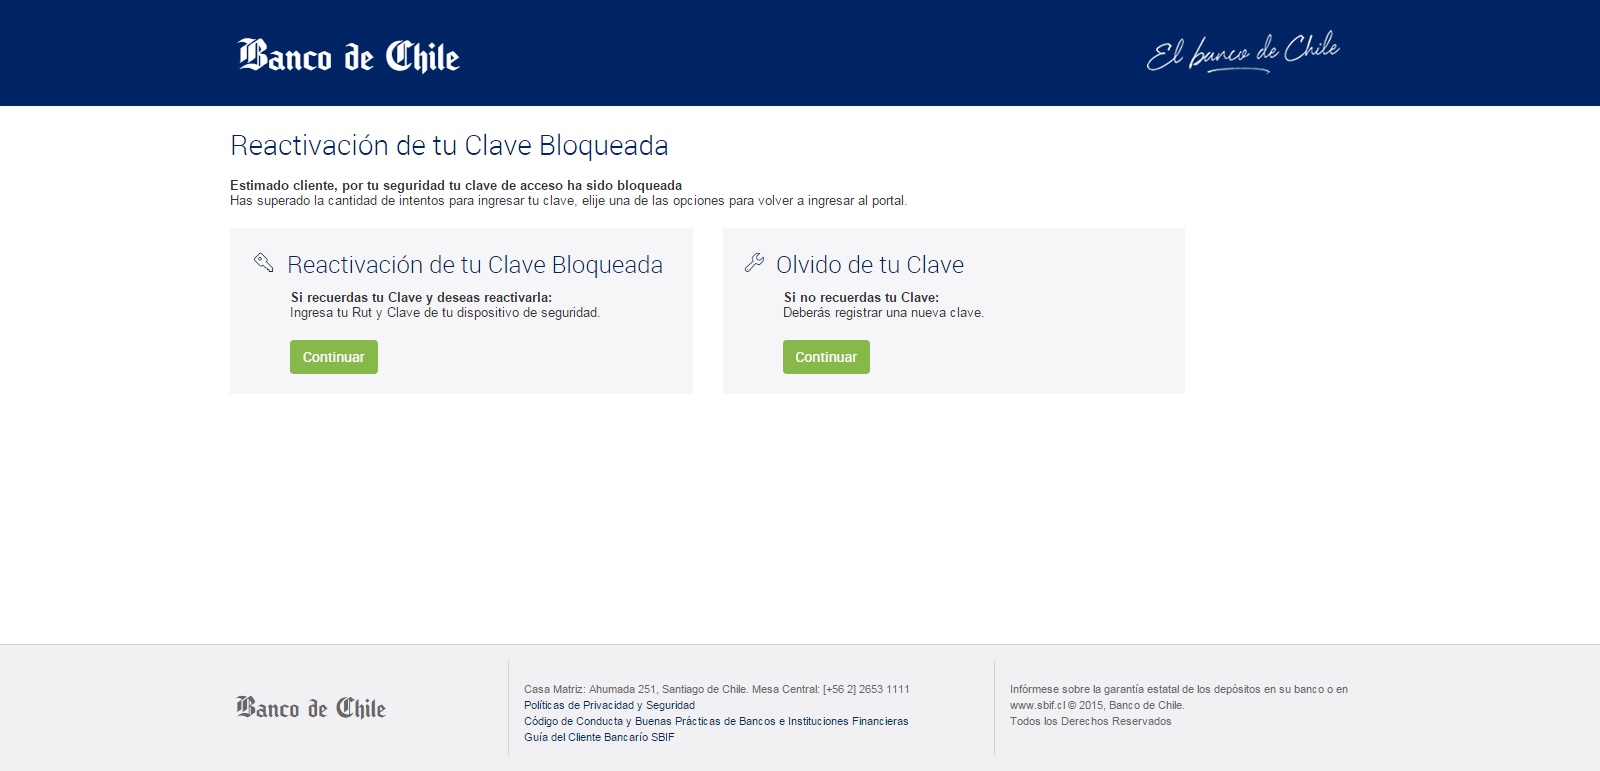 Banco de Chile
El banco de Chile
Reactivación de tu Clave Bloqueada
Estimado cliente, por tu seguridad tu clave de acceso ha sido bloqueada
Has superado la cantidad de intentos para ingresar tu clave, elije una de las opciones para volver a ingresar al portal.
Reactivación de tu Clave Bloqueada
Si recuerdas tu Clave y deseas reactivarla:
Ingresa tu Rut y Clave de tu dispositivo de seguridad.
Continuar
Olvido de tu Clave
Si no recuerdas tu Clave:
Deberás registrar una nueva clave.
Continuar
Banco de Chile
Casa Matriz: Ahumada 251, Santiago de Chile. Mesa Central: [+56 2] 2653 1111
Políticas de Privacidad y Seguridad
Código de Conducta y Buenas Prácticas de Bancos e Instituciones Financieras
Guía del Cliente Bancarío SBIF
Infórmese sobre la garantía estatal de los depósitos en su banco o en
www.sbif.cl © 2015, Banco de Chile.
Todos los Derechos Reservados